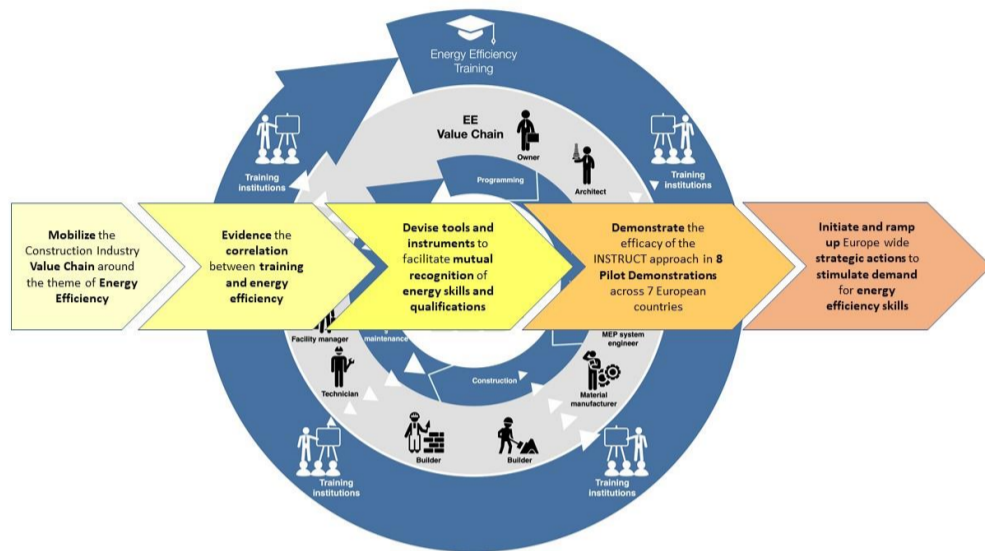 Energy Efficiency
Training
EE
Value Chain
Owner
Architect
Programming
Training
institutions
Training
institutions
Mobilize the
Construction Industry
Value Chain around
the theme of Energy
Efficiency
Evidence the
correlation
between training
and energy
efficiency
Devise tools and
instruments to
facilitate mutual
recognition of
energy skills and
qualifications
Demonstrate the
efficacy of the
INSTRUCT approach in 8
Pilot Demonstrations
across 7 European
countries
Initiate and ramp
up Europe wide
strategic actions to
stimulate demand
for energy
efficiency skills
Facility manager
maintenance
MEP system
engineer
Technician
Construction
Material
manufacturer
Builder
Builder
Training
institutions
Training
institutions